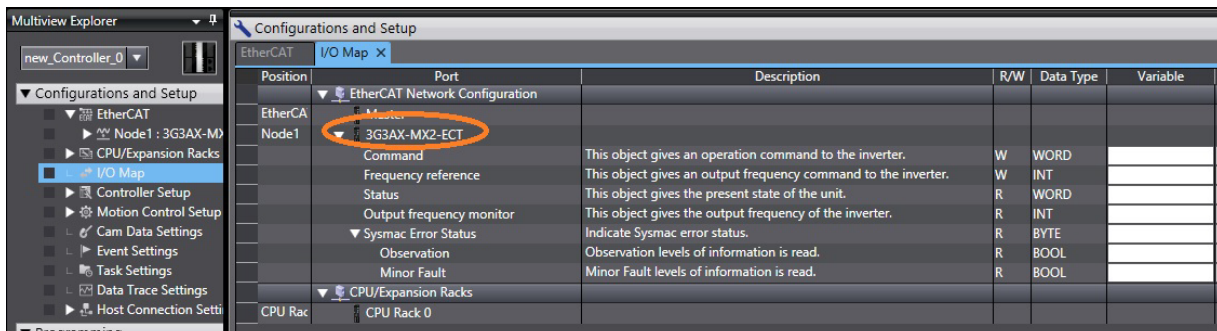 Multiview Explorer
new_Controller_0
Configurations and Setup
EtherCAT
Node1 : 3G3AX-MX
CPU/Expansion Racks
I/O Map
Controller Setup
Motion Control Setup
Cam Data Settings
Event Settings
Task Settings
Data Trace Settings
Host Connection Setti
Programming
Configurations and Setup
EtherCAT I/O Map
Position Port Description R/W Data Type Variable
EtherCAT Network Configuration
EtherCA Master
Node1 3G3AX-MX2-ECT
Command This object gives an operation command to the inverter. W WORD
Frequency reference This object gives an output frequency command to the inverter. W INT
Status This object gives the present state of the unit. R WORD
Output frequency monitor This object gives the output frequency of the inverter. R INT
Sysmac Error Status Indicate Sysmac error status. R BYTE
Observation Observation levels of information is read. R BOOL
Minor Fault Minor Fault levels of information is read. R BOOL
CPU/Expansion Racks
CPU Rac CPU Rack 0